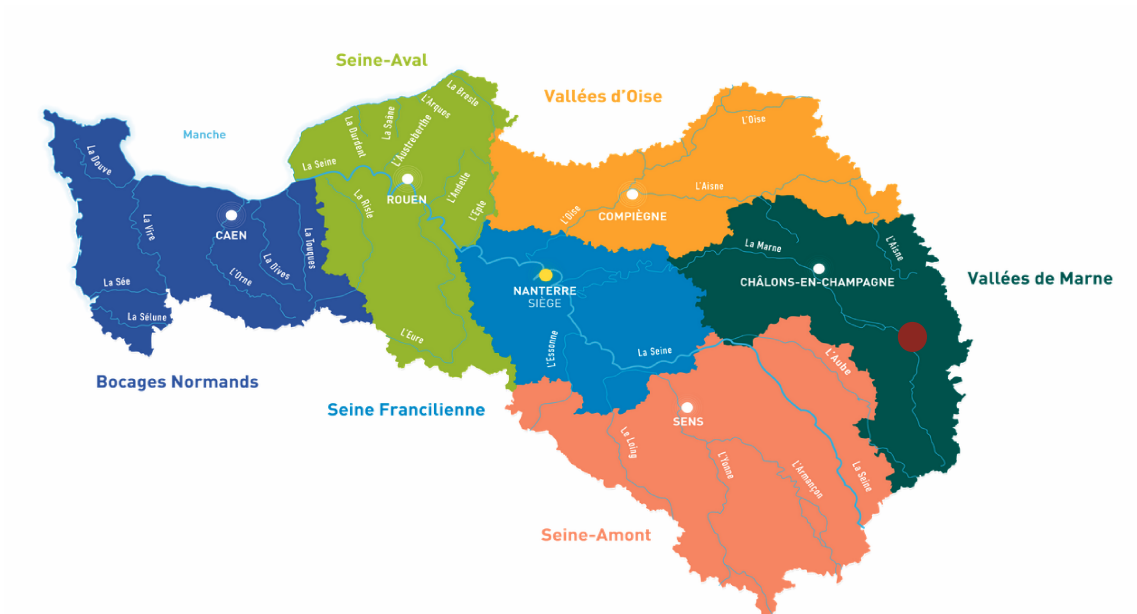 Seine-Aval
La Bresle
Vallées d'Oise
L'Arques
La Saâne
L'Oise
La Durdent
Manche
L'Austreberthe
La Douve
La Seine
L'Andelle
L'Aisne
ROUEN
La Risle
L'Epte
L'Oise
COMPIÈGNE
La Vire
CAEN
La Touques
L'Aisne
La Marne
La Dives
L'Orne
La Sée
NANTERRE
SIÈGE
CHÂLONS-EN-CHAMPAGNE
Vallées de Marne
La Sélune
L'Eure
L'Essonne
La Seine
L'Aube
Bocages Normands
Seine Francilienne
SENS
Le Loing
L'Yonne
L'Armançon
La Seine
Seine-Amont